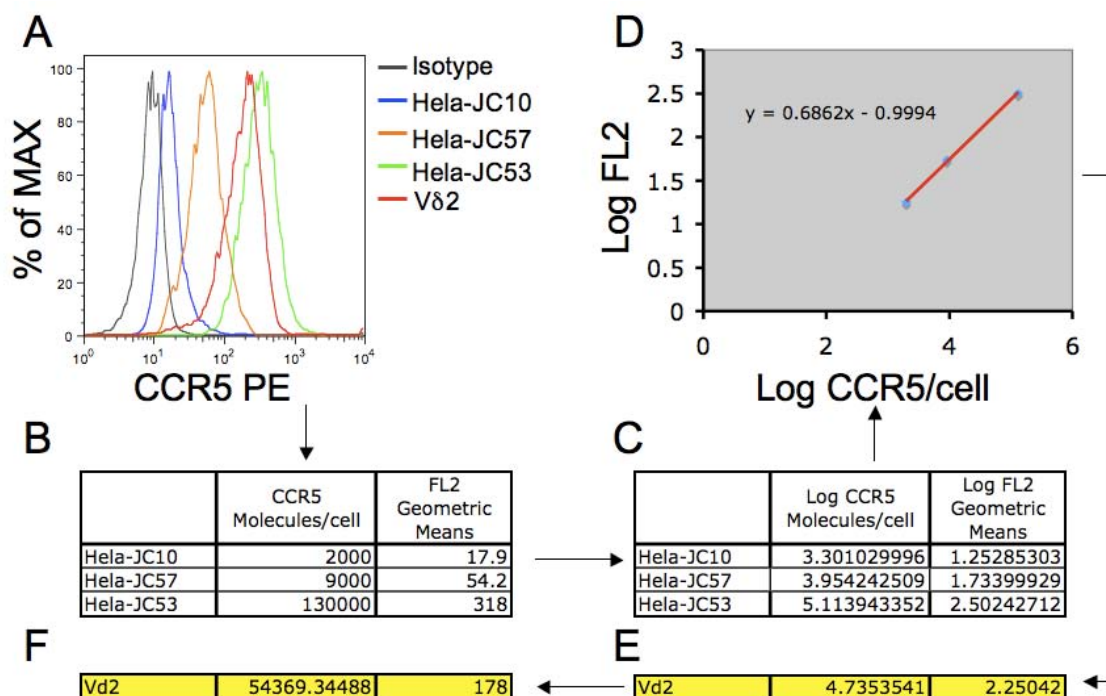 A
% of MAX
100
80
60
40
20
0
10^0 10^1 10^2 10^3 10^4
CCR5 PE
Isotype
Hela-JC10
Hela-JC57
Hela-JC53
Vδ2
D
Log FL2
3
2.5
2
1.5
1
0.5
0
y = 0.6862x - 0.9994
0 2 4 6
Log CCR5/cell
B
CCR5 Molecules/cell FL2 Geometric Means
Hela-JC10 2000 17.9
Hela-JC57 9000 54.2
Hela-JC53 130000 318
C
Log CCR5 Molecules/cell Log FL2 Geometric Means
Hela-JC10 3.301029996 1.25285303
Hela-JC57 3.954242509 1.73399929
Hela-JC53 5.113943352 2.50242712
F
Vd2 54369.34488 178
E
Vd2 4.7353541 2.25042